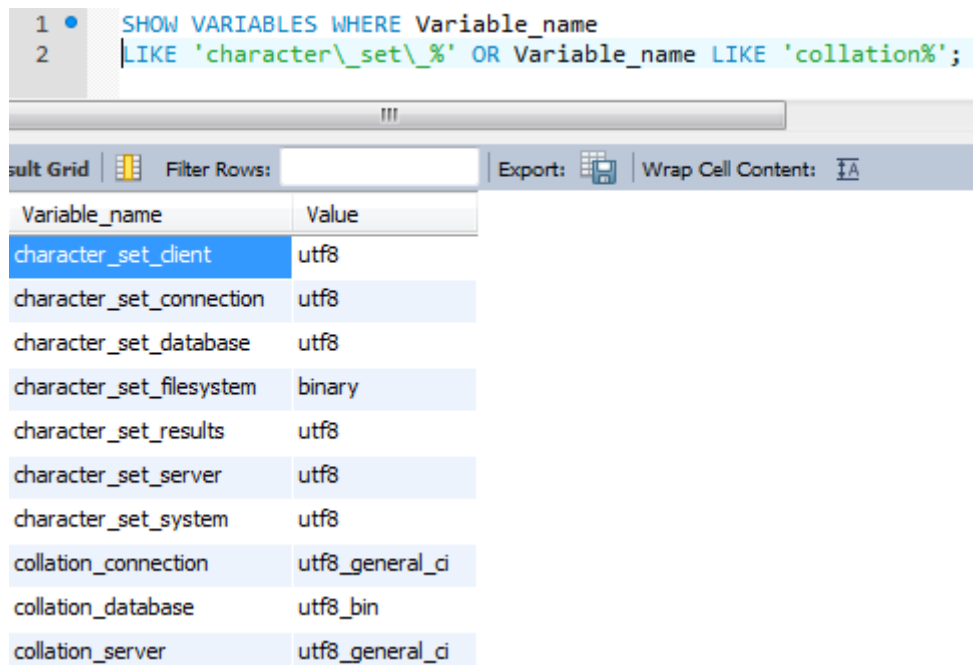 1 SHOW VARIABLES WHERE Variable_name
2 LIKE 'character\_set\_%' OR Variable_name LIKE 'collation%';
sult Grid Filter Rows: Export: Wrap Cell Content: IA
Variable_name Value
character_set_client utf8
character_set_connection utf8
character_set_database utf8
character_set_filesystem binary
character_set_results utf8
character_set_server utf8
character_set_system utf8
collation_connection utf8_general_ci
collation_database utf8_bin
collation_server utf8_general_ci